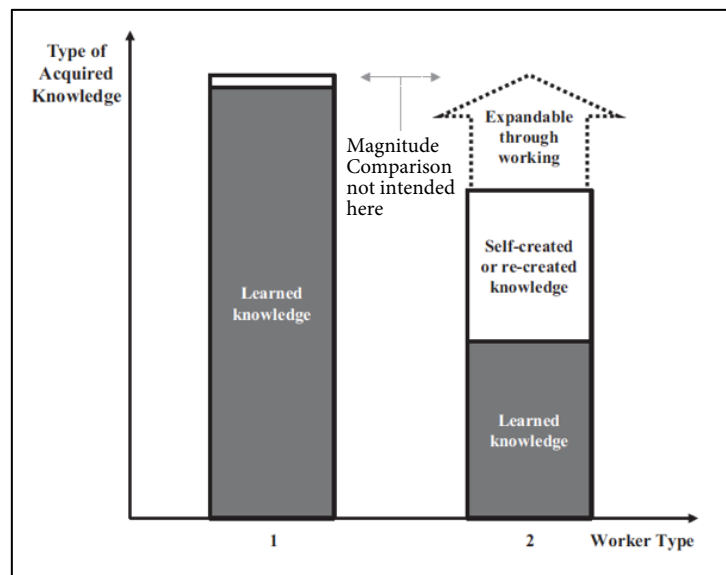 Type of
Acquired
Knowledge
Expandable
through
working
Magnitude
Comparison
not intended
here
Self-created
or re-created
knowledge
Learned
knowledge
Learned
knowledge
1
2
Worker Type